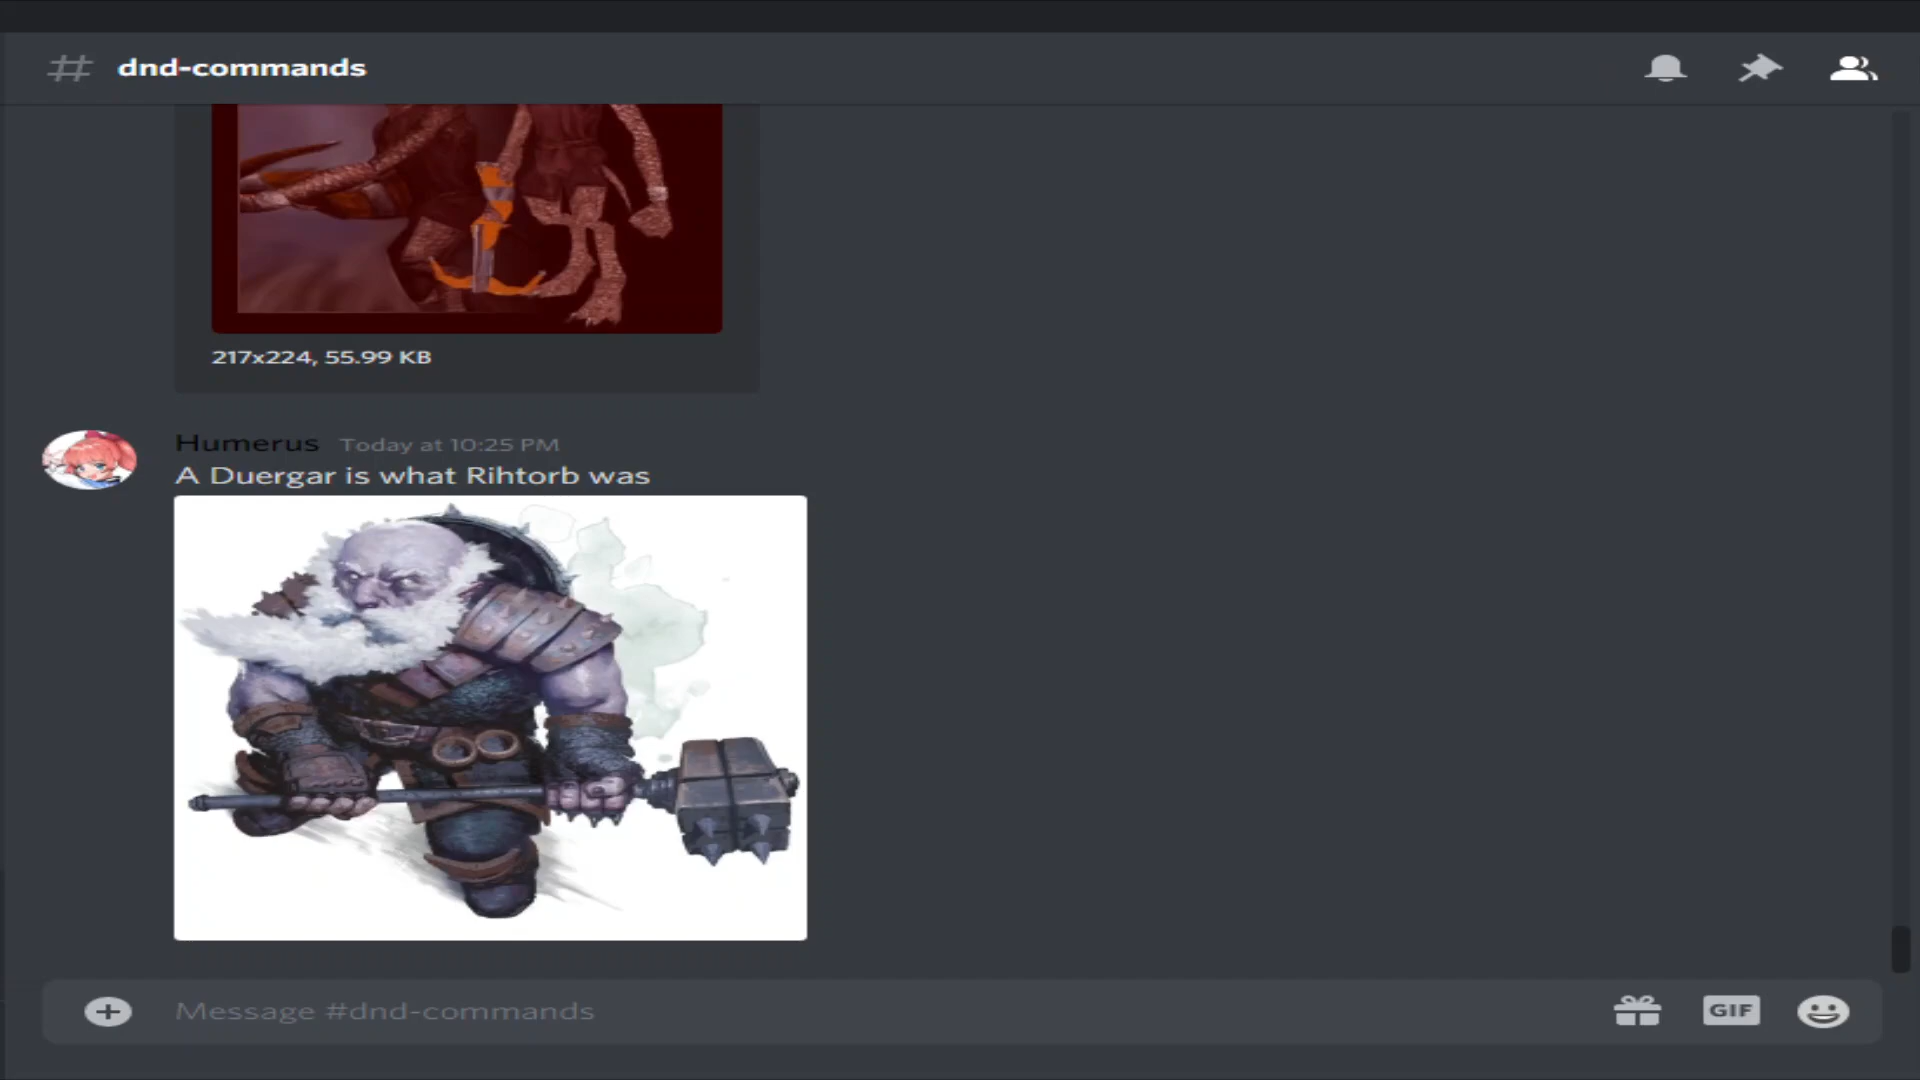 dnd-commands
217x224, 55.99 KB
Humerus Today at 10:25 PM
A Duergar is what Rihtorb was
Message #dnd-commands
GIF